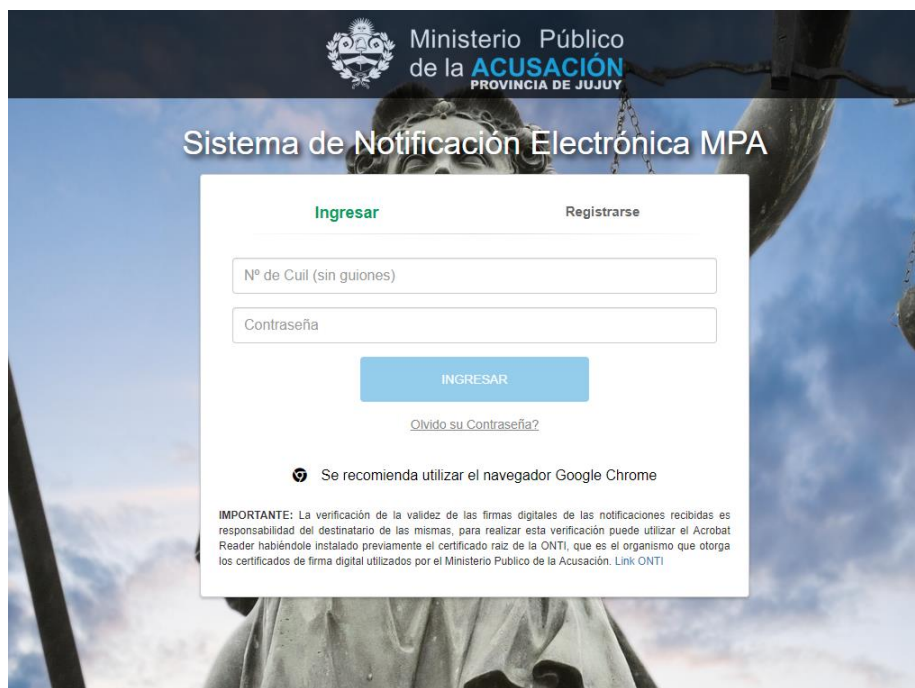 Ministerio Público
de la ACUSACIÓN
PROVINCIA DE JUJUY
Sistema de Notificación Electrónica MPA
Ingresar
Registrarse
Nº de Cuil (sin guiones)
Contraseña
INGRESAR
Olvido su Contraseña?
Se recomienda utilizar el navegador Google Chrome
IMPORTANTE: La verificación de la validez de las firmas digitales de las notificaciones recibidas es
responsabilidad del destinatario de las mismas, para realizar esta verificación puede utilizar el Acrobat
Reader habiéndole instalado previamente el certificado raiz de la ONTI, que es el organismo que otorga
los certificados de firma digital utilizados por el Ministerio Publico de la Acusación. Link ONTI